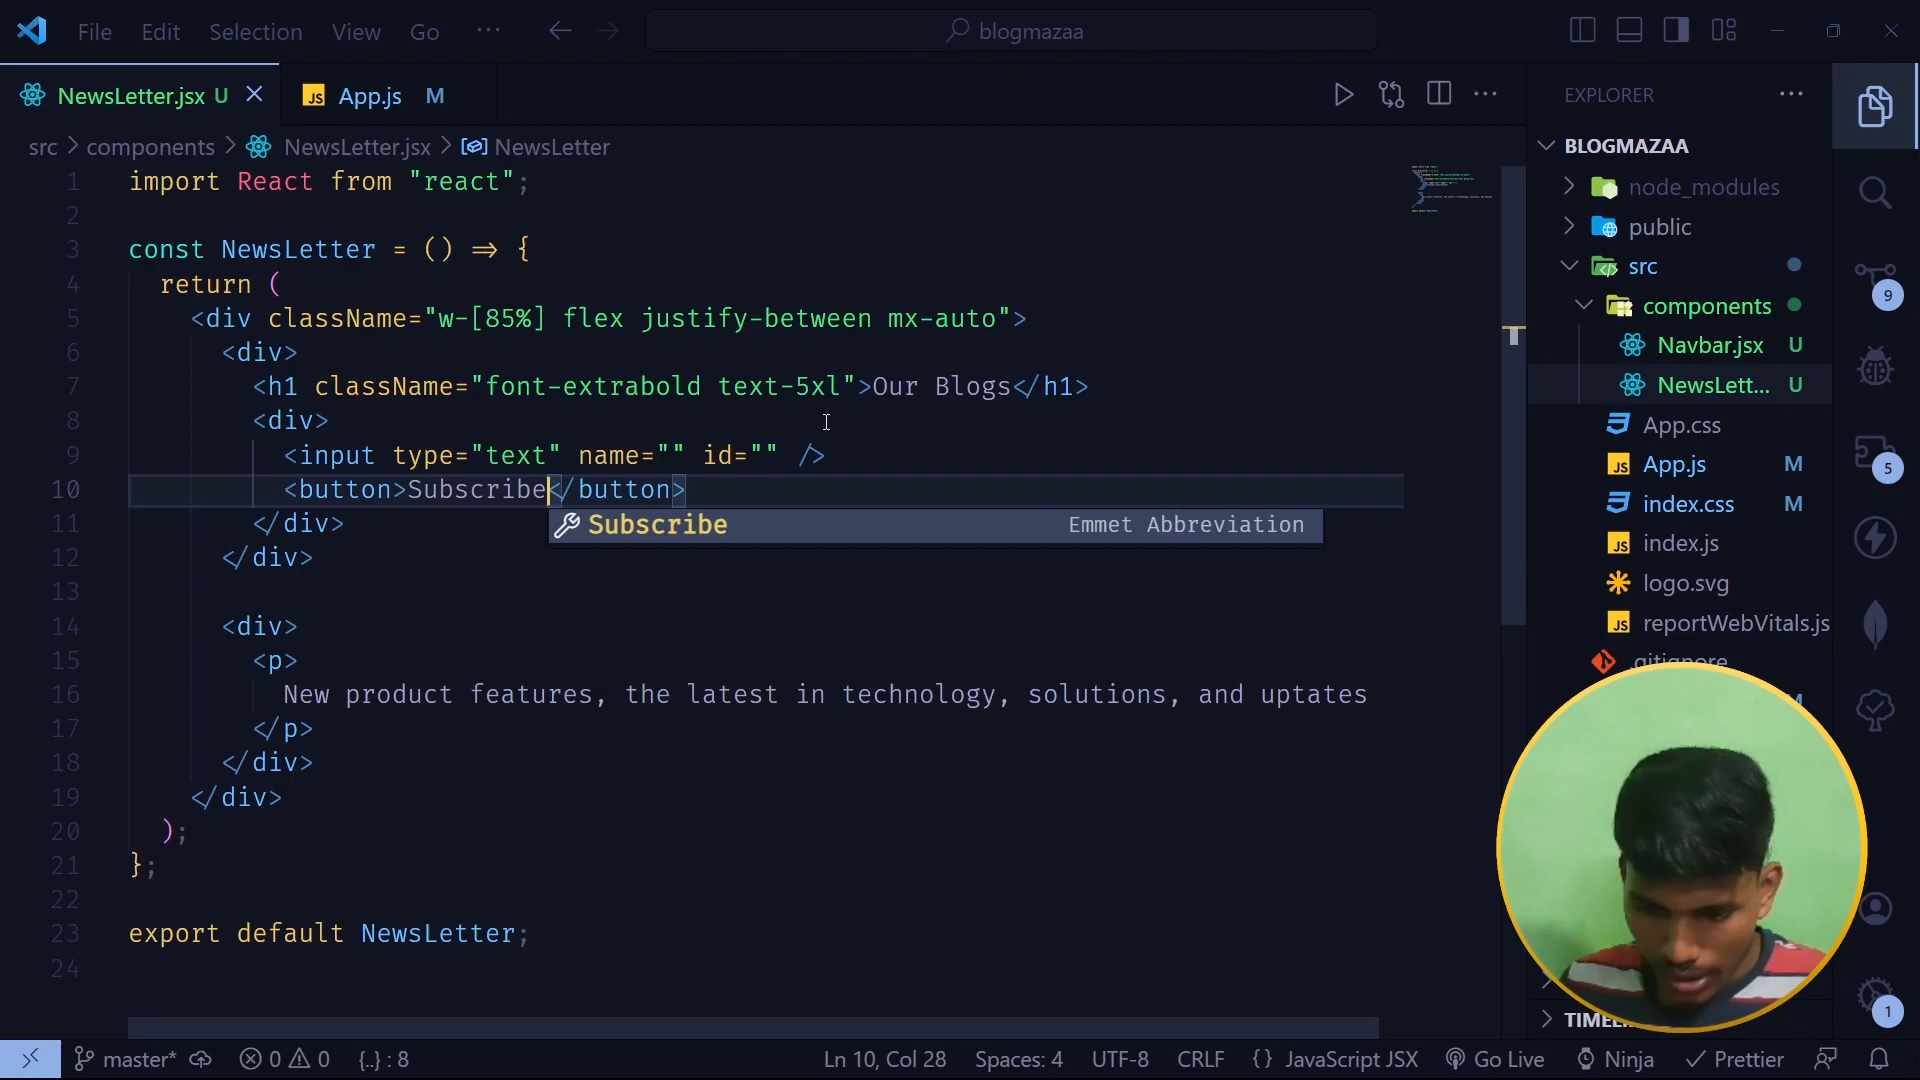 File Edit Selection View Go ··· blogmazaa
NewsLetter.jsx U App.js M
src > components > NewsLetter.jsx > NewsLetter
1 import React from "react";
2
3 const NewsLetter = () => {
4 return (
5 <div className="w-[85%] flex justify-between mx-auto">
6 <div>
7 <h1 className="font-extrabold text-5xl">Our Blogs</h1>
8 <div>
9 <input type="text" name="" id="" />
10 <button>Subscribe</button>
Subscribe Emmet Abbreviation
11 </div>
12 </div>
13
14 <div>
15 <p>
16 New product features, the latest in technology, solutions, and uptates
17 </p>
18 </div>
19 </div>
20 );
21 };
22
23 export default NewsLetter;
24
EXPLORER
BLOGMAZAA
node_modules
public
src
components
Navbar.jsx U
NewsLett... U
App.css
App.js M
index.css M
index.js
logo.svg
reportWebVitals.js
.gitignore
9
5
1
master* 0 0 {..} : 8 Ln 10, Col 28 Spaces: 4 UTF-8 CRLF {} JavaScript JSX Go Live Ninja Prettier